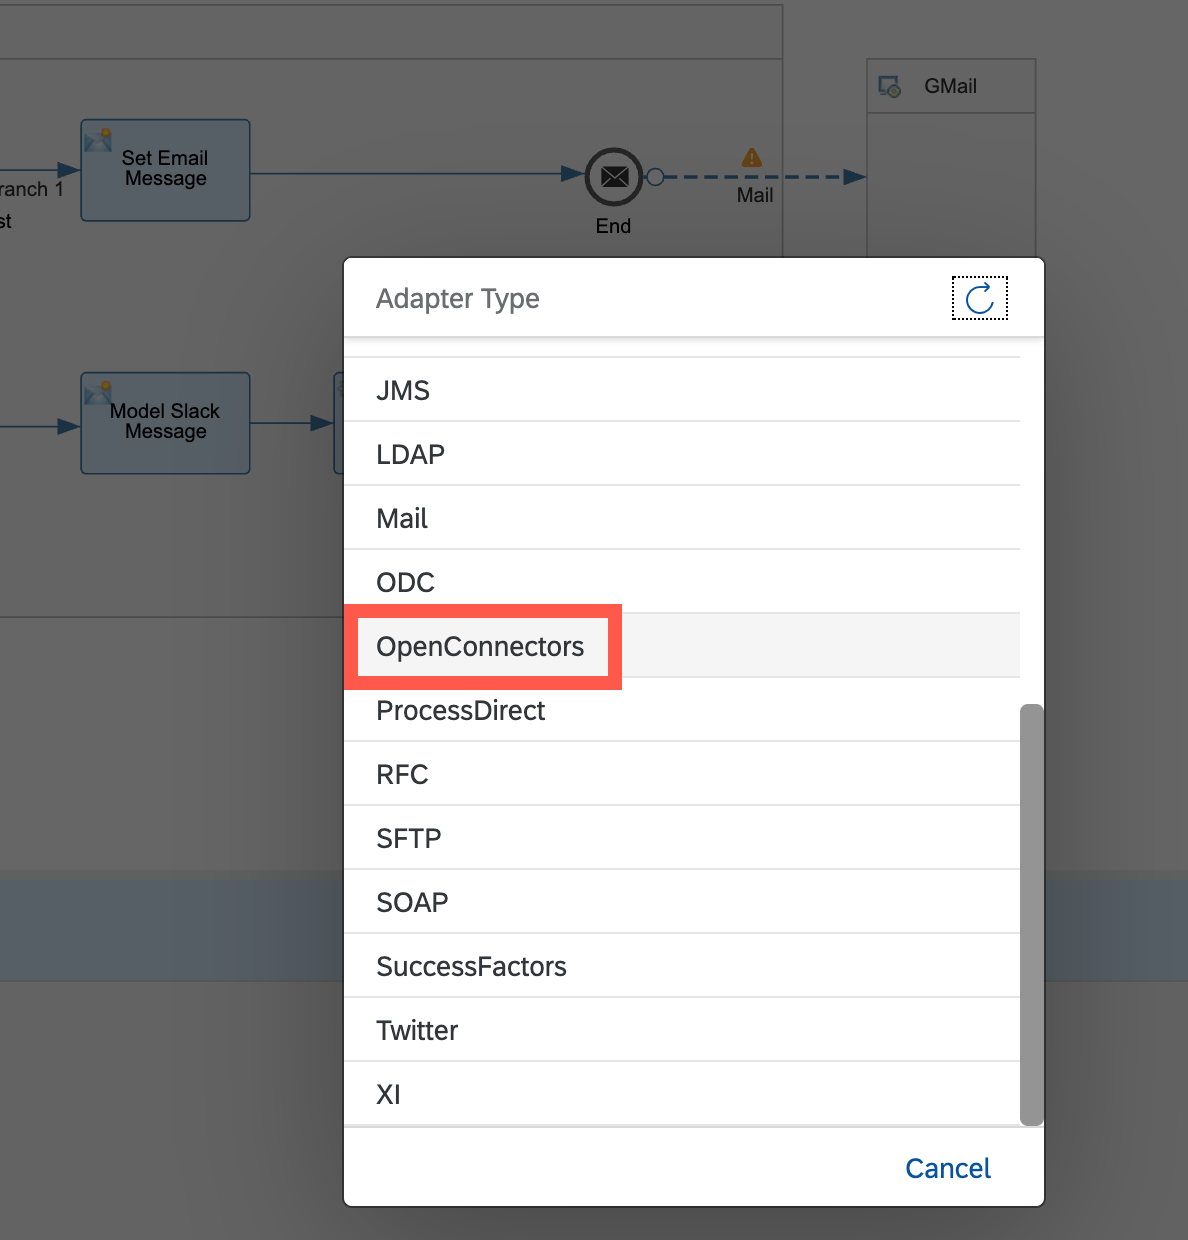 GMail
Set Email
Message
ranch 1
st
Mail
End
Adapter Type
JMS
LDAP
Mail
Model Slack
Message
ODC
OpenConnectors
ProcessDirect
RFC
SFTP
SOAP
SuccessFactors
Twitter
XI
Cancel